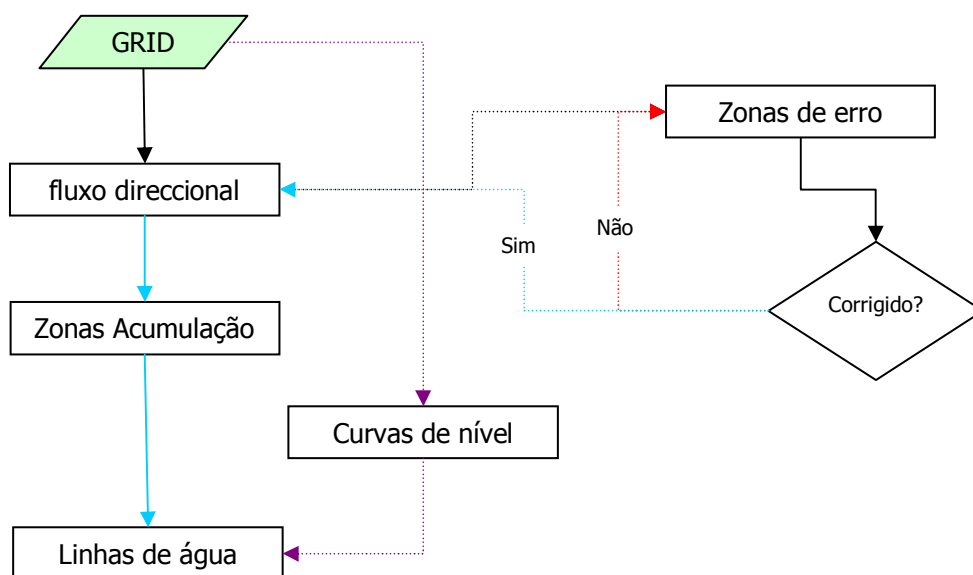 GRID
Zonas de erro
fluxo direccional
Não
Sim
Corrigido?
Zonas Acumulação
Curvas de nível
Linhas de água